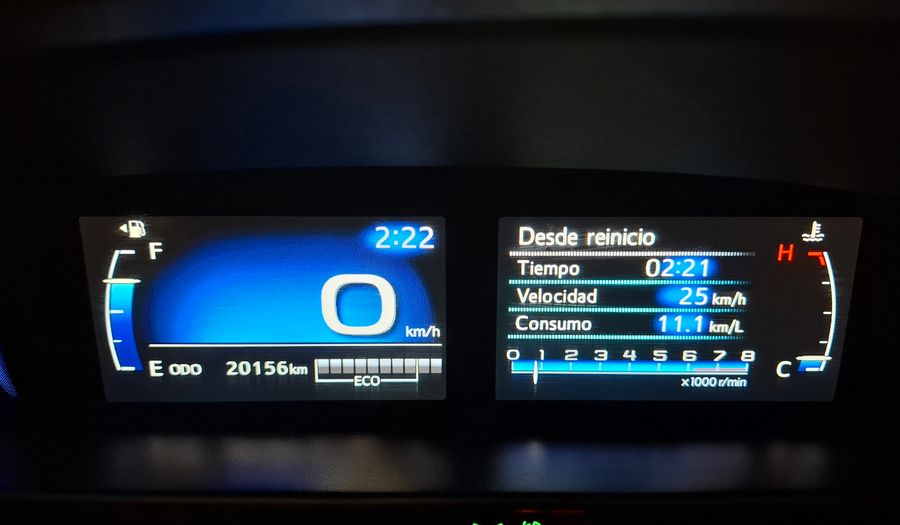 F
2:22
0
km/h
E ODO 20156km
ECO
Desde reinicio
Tiempo 02:21
Velocidad 25 km/h
Consumo 11.1 km/L
0 1 2 3 4 5 6 7 8
x1000 r/min
H
C